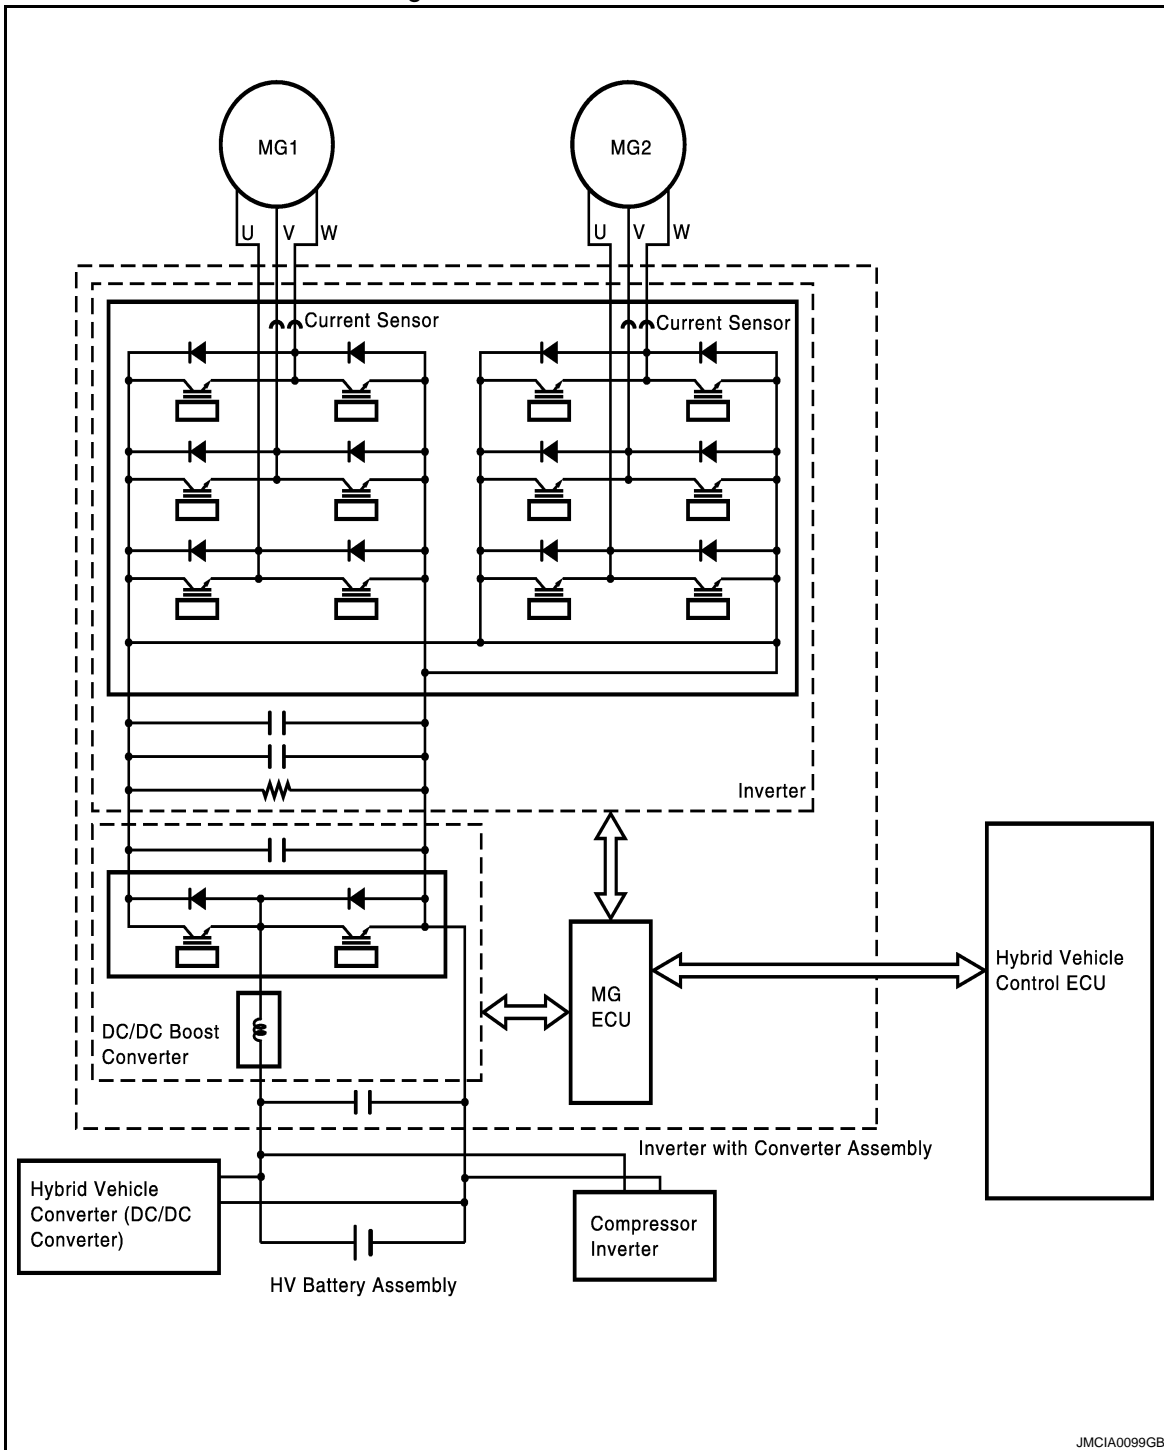 MG1
MG2
U V W
U V W
Current Sensor
Current Sensor
Inverter
DC/DC Boost
Converter
MG
ECU
Hybrid Vehicle
Control ECU
Inverter with Converter Assembly
Hybrid Vehicle
Converter (DC/DC
Converter)
Compressor
Inverter
HV Battery Assembly
JMCIA0099GB